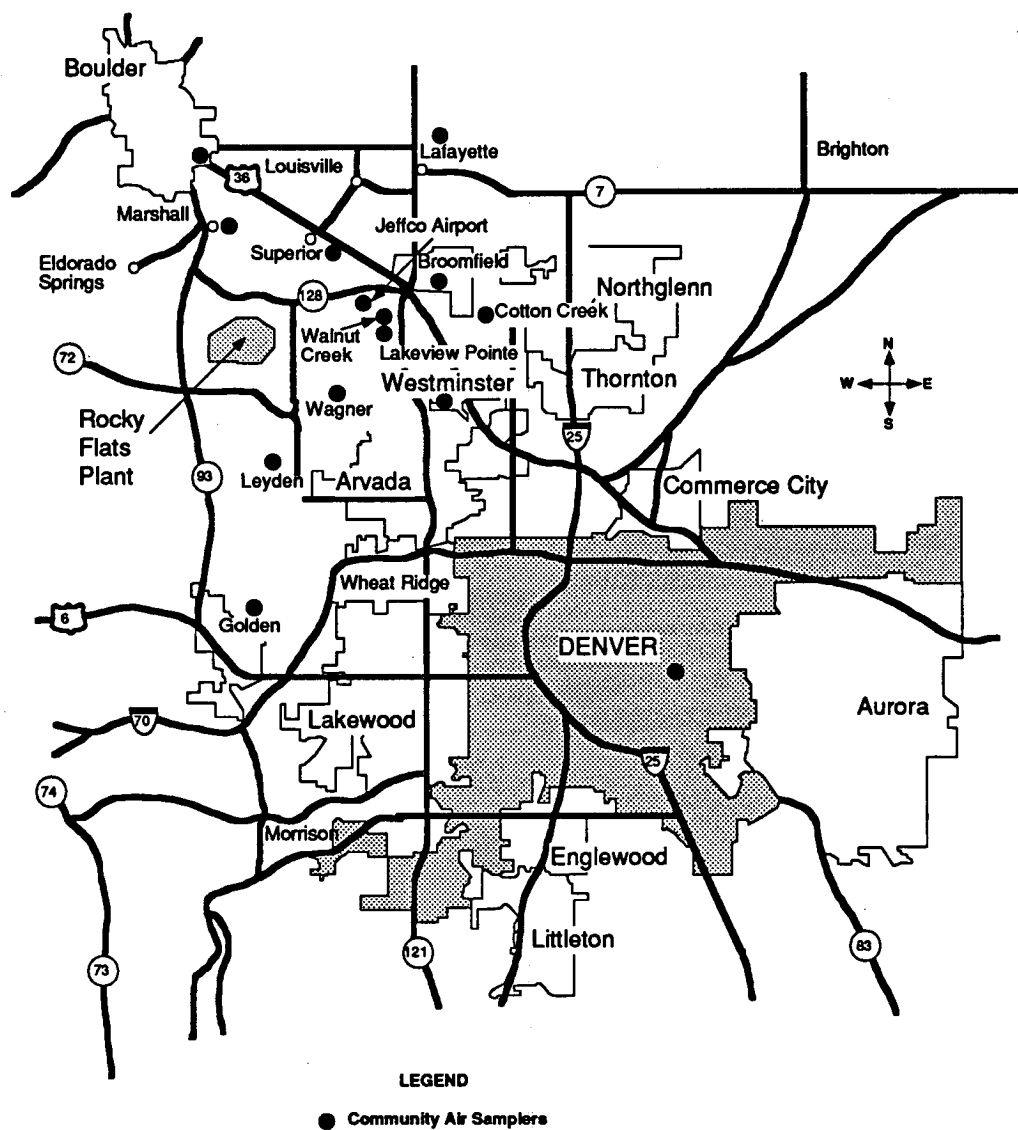 Boulder
Lafayette
Louisville
36
Brighton
7
Marshall
Jeffco Airport
Superior
Broomfield
Eldorado
Springs
Northglenn
128
Cotton Creek
Walnut
Creek
Lakeview Pointe
72
Thornton
Westminster
N
W
E
S
Wagner
Rocky
Flats
Plant
25
93
Leyden
Arvada
Commerce City
Wheat Ridge
6
Golden
DENVER
70
Lakewood
Aurora
25
74
Morrison
Englewood
Littleton
121
83
73
LEGEND
Community Air Samplers